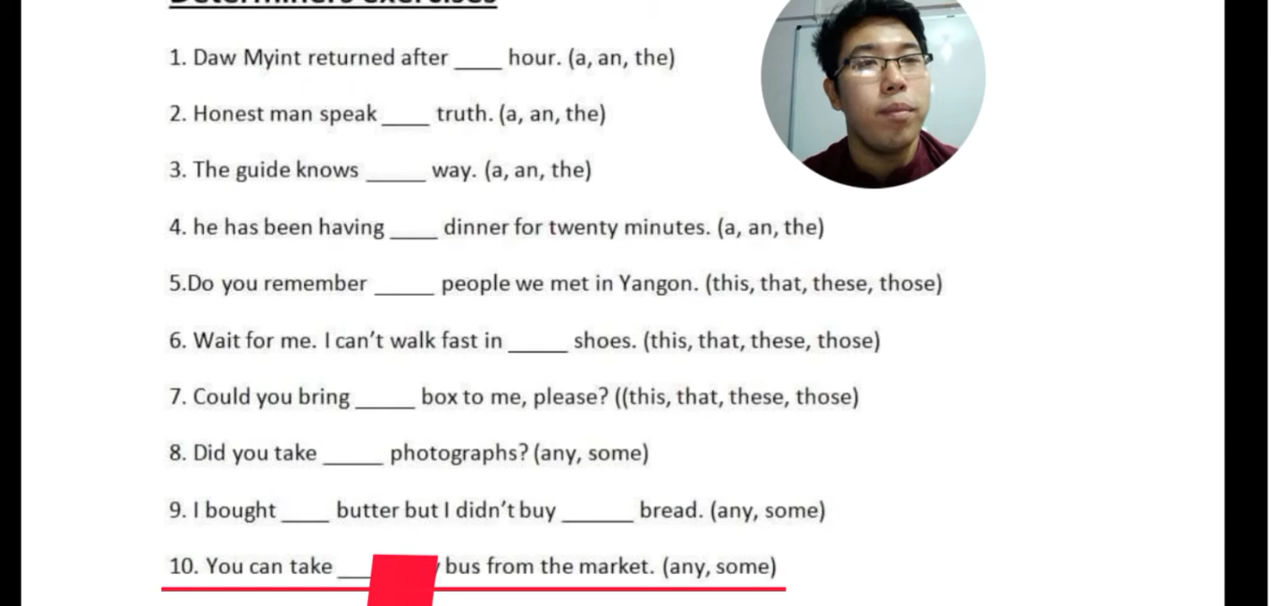 Determiners exercises
1. Daw Myint returned after ____ hour. (a, an, the)
2. Honest man speak ____ truth. (a, an, the)
3. The guide knows _____ way. (a, an, the)
4. he has been having ____ dinner for twenty minutes. (a, an, the)
5.Do you remember _____ people we met in Yangon. (this, that, these, those)
6. Wait for me. I can’t walk fast in _____ shoes. (this, that, these, those)
7. Could you bring _____ box to me, please? ((this, that, these, those)
8. Did you take _____ photographs? (any, some)
9. I bought ____ butter but I didn’t buy ______ bread. (any, some)
10. You can take ___ bus from the market. (any, some)